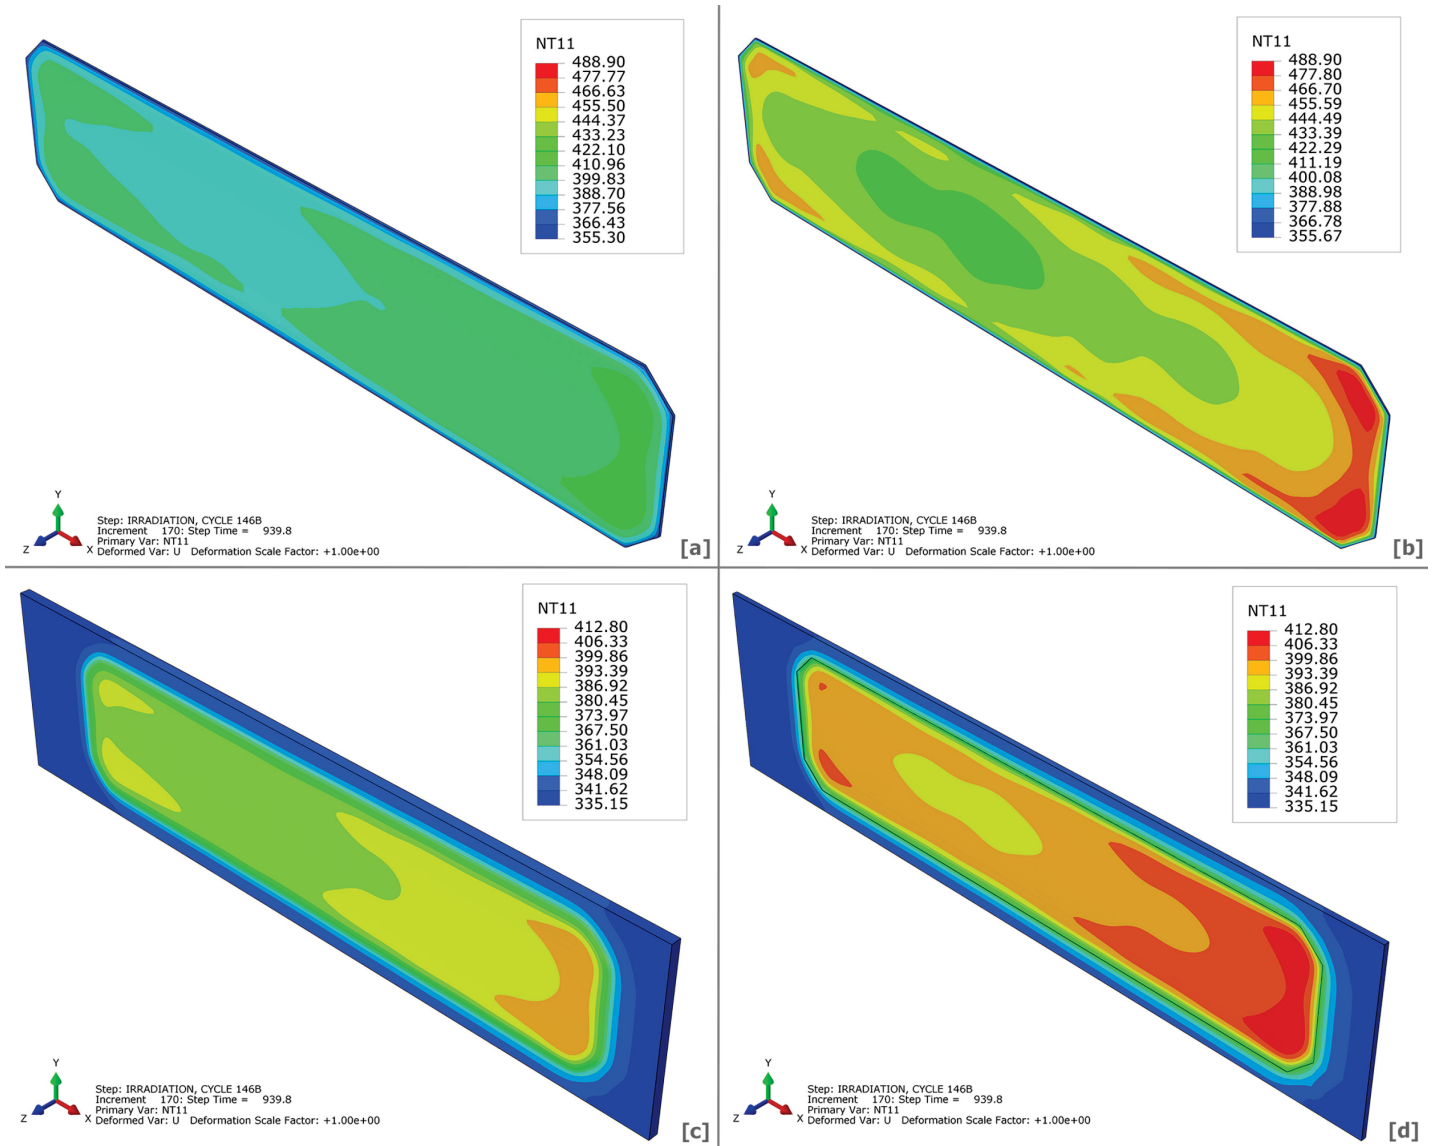 NT11
488.90
477.77
466.63
455.50
444.37
433.23
422.10
410.96
399.83
388.70
377.56
366.43
355.30
Y
Z
X
Step: IRRADIATION, CYCLE 146B
Increment 170: Step Time = 939.8
Primary Var: NT11
Deformed Var: U Deformation Scale Factor: +1.00e+00
[a]
NT11
488.90
477.80
466.70
455.59
444.49
433.39
422.29
411.19
400.08
388.98
377.88
366.78
355.67
Y
Z
X
Step: IRRADIATION, CYCLE 146B
Increment 170: Step Time = 939.8
Primary Var: NT11
Deformed Var: U Deformation Scale Factor: +1.00e+00
[b]
NT11
412.80
406.33
399.86
393.39
386.92
380.45
373.97
367.50
361.03
354.56
348.09
341.62
335.15
Y
Z
X
Step: IRRADIATION, CYCLE 146B
Increment 170: Step Time = 939.8
Primary Var: NT11
Deformed Var: U Deformation Scale Factor: +1.00e+00
[c]
NT11
412.80
406.33
399.86
393.39
386.92
380.45
373.97
367.50
361.03
354.56
348.09
341.62
335.15
Y
Z
X
Step: IRRADIATION, CYCLE 146B
Increment 170: Step Time = 939.8
Primary Var: NT11
Deformed Var: U Deformation Scale Factor: +1.00e+00
[d]